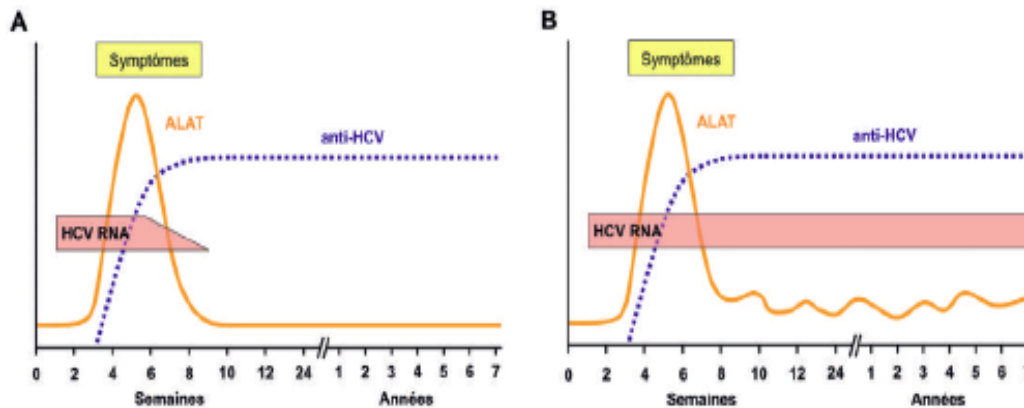 A
Symptômes
ALAT
anti-HCV
HCV RNA
0 2 4 6 8 10 12 24 1 2 3 4 5 6 7
Semaines Années
B
Symptômes
ALAT
anti-HCV
HCV RNA
0 2 4 6 8 10 12 24 1 2 3 4 5 6
Semaines Années